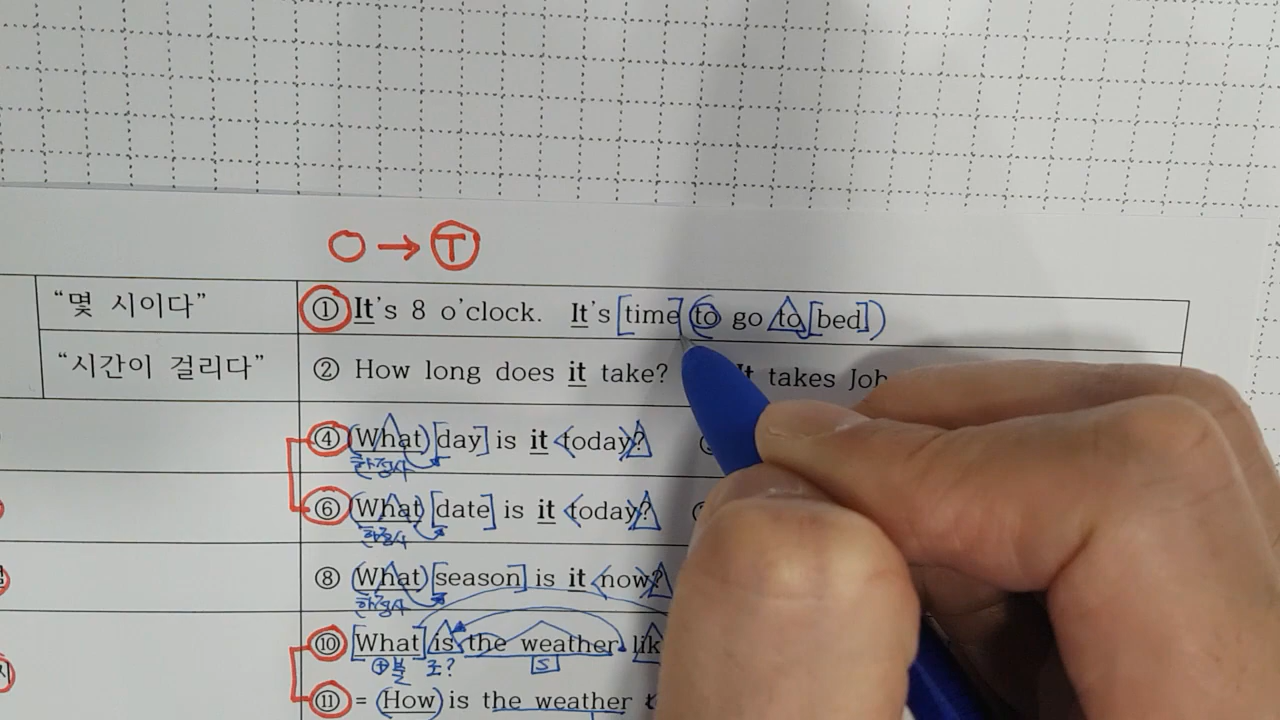 ○ → Ⓣ
"몇 시이다" ① It's 8 o'clock. It's [time] (to go to [bed])
"시간이 걸리다" ② How long does it take? It takes Job
④ (What) [day] is it <today>?
한정사
⑥ (What) [date] is it <today>?
한정사
⑧ (What) [season] is it <now>?
한정사
⑩ [What] is the weather lik
조? S
⑪ = (How) is the weather